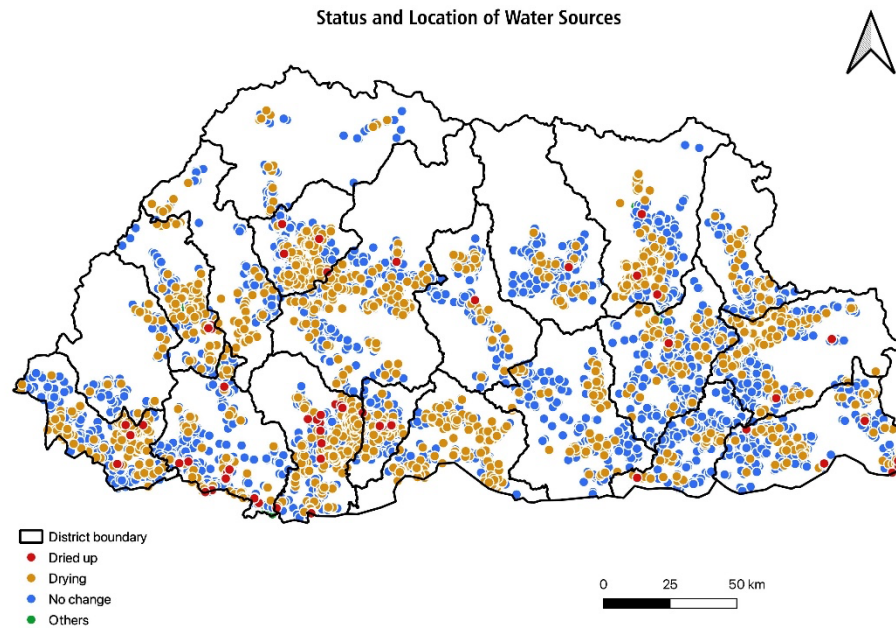 Status and Location of Water Sources
District boundary
Dried up
Drying
No change
Others
0 25 50 km